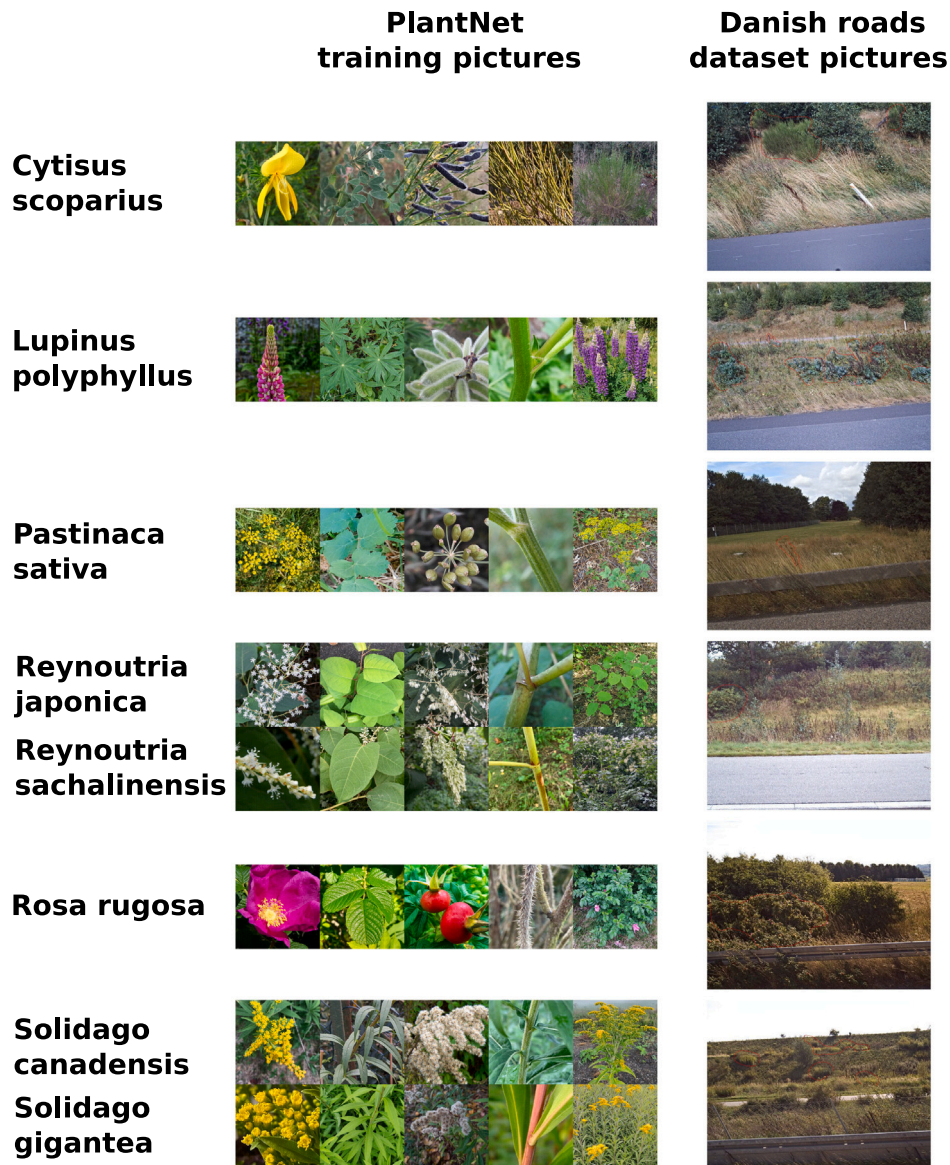 PlantNet
training pictures
Danish roads
dataset pictures
Cytisus
scoparius
Lupinus
polyphyllus
Pastinaca
sativa
Reynoutria
japonica
Reynoutria
sachalinensis
Rosa rugosa
Solidago
canadensis
Solidago
gigantea